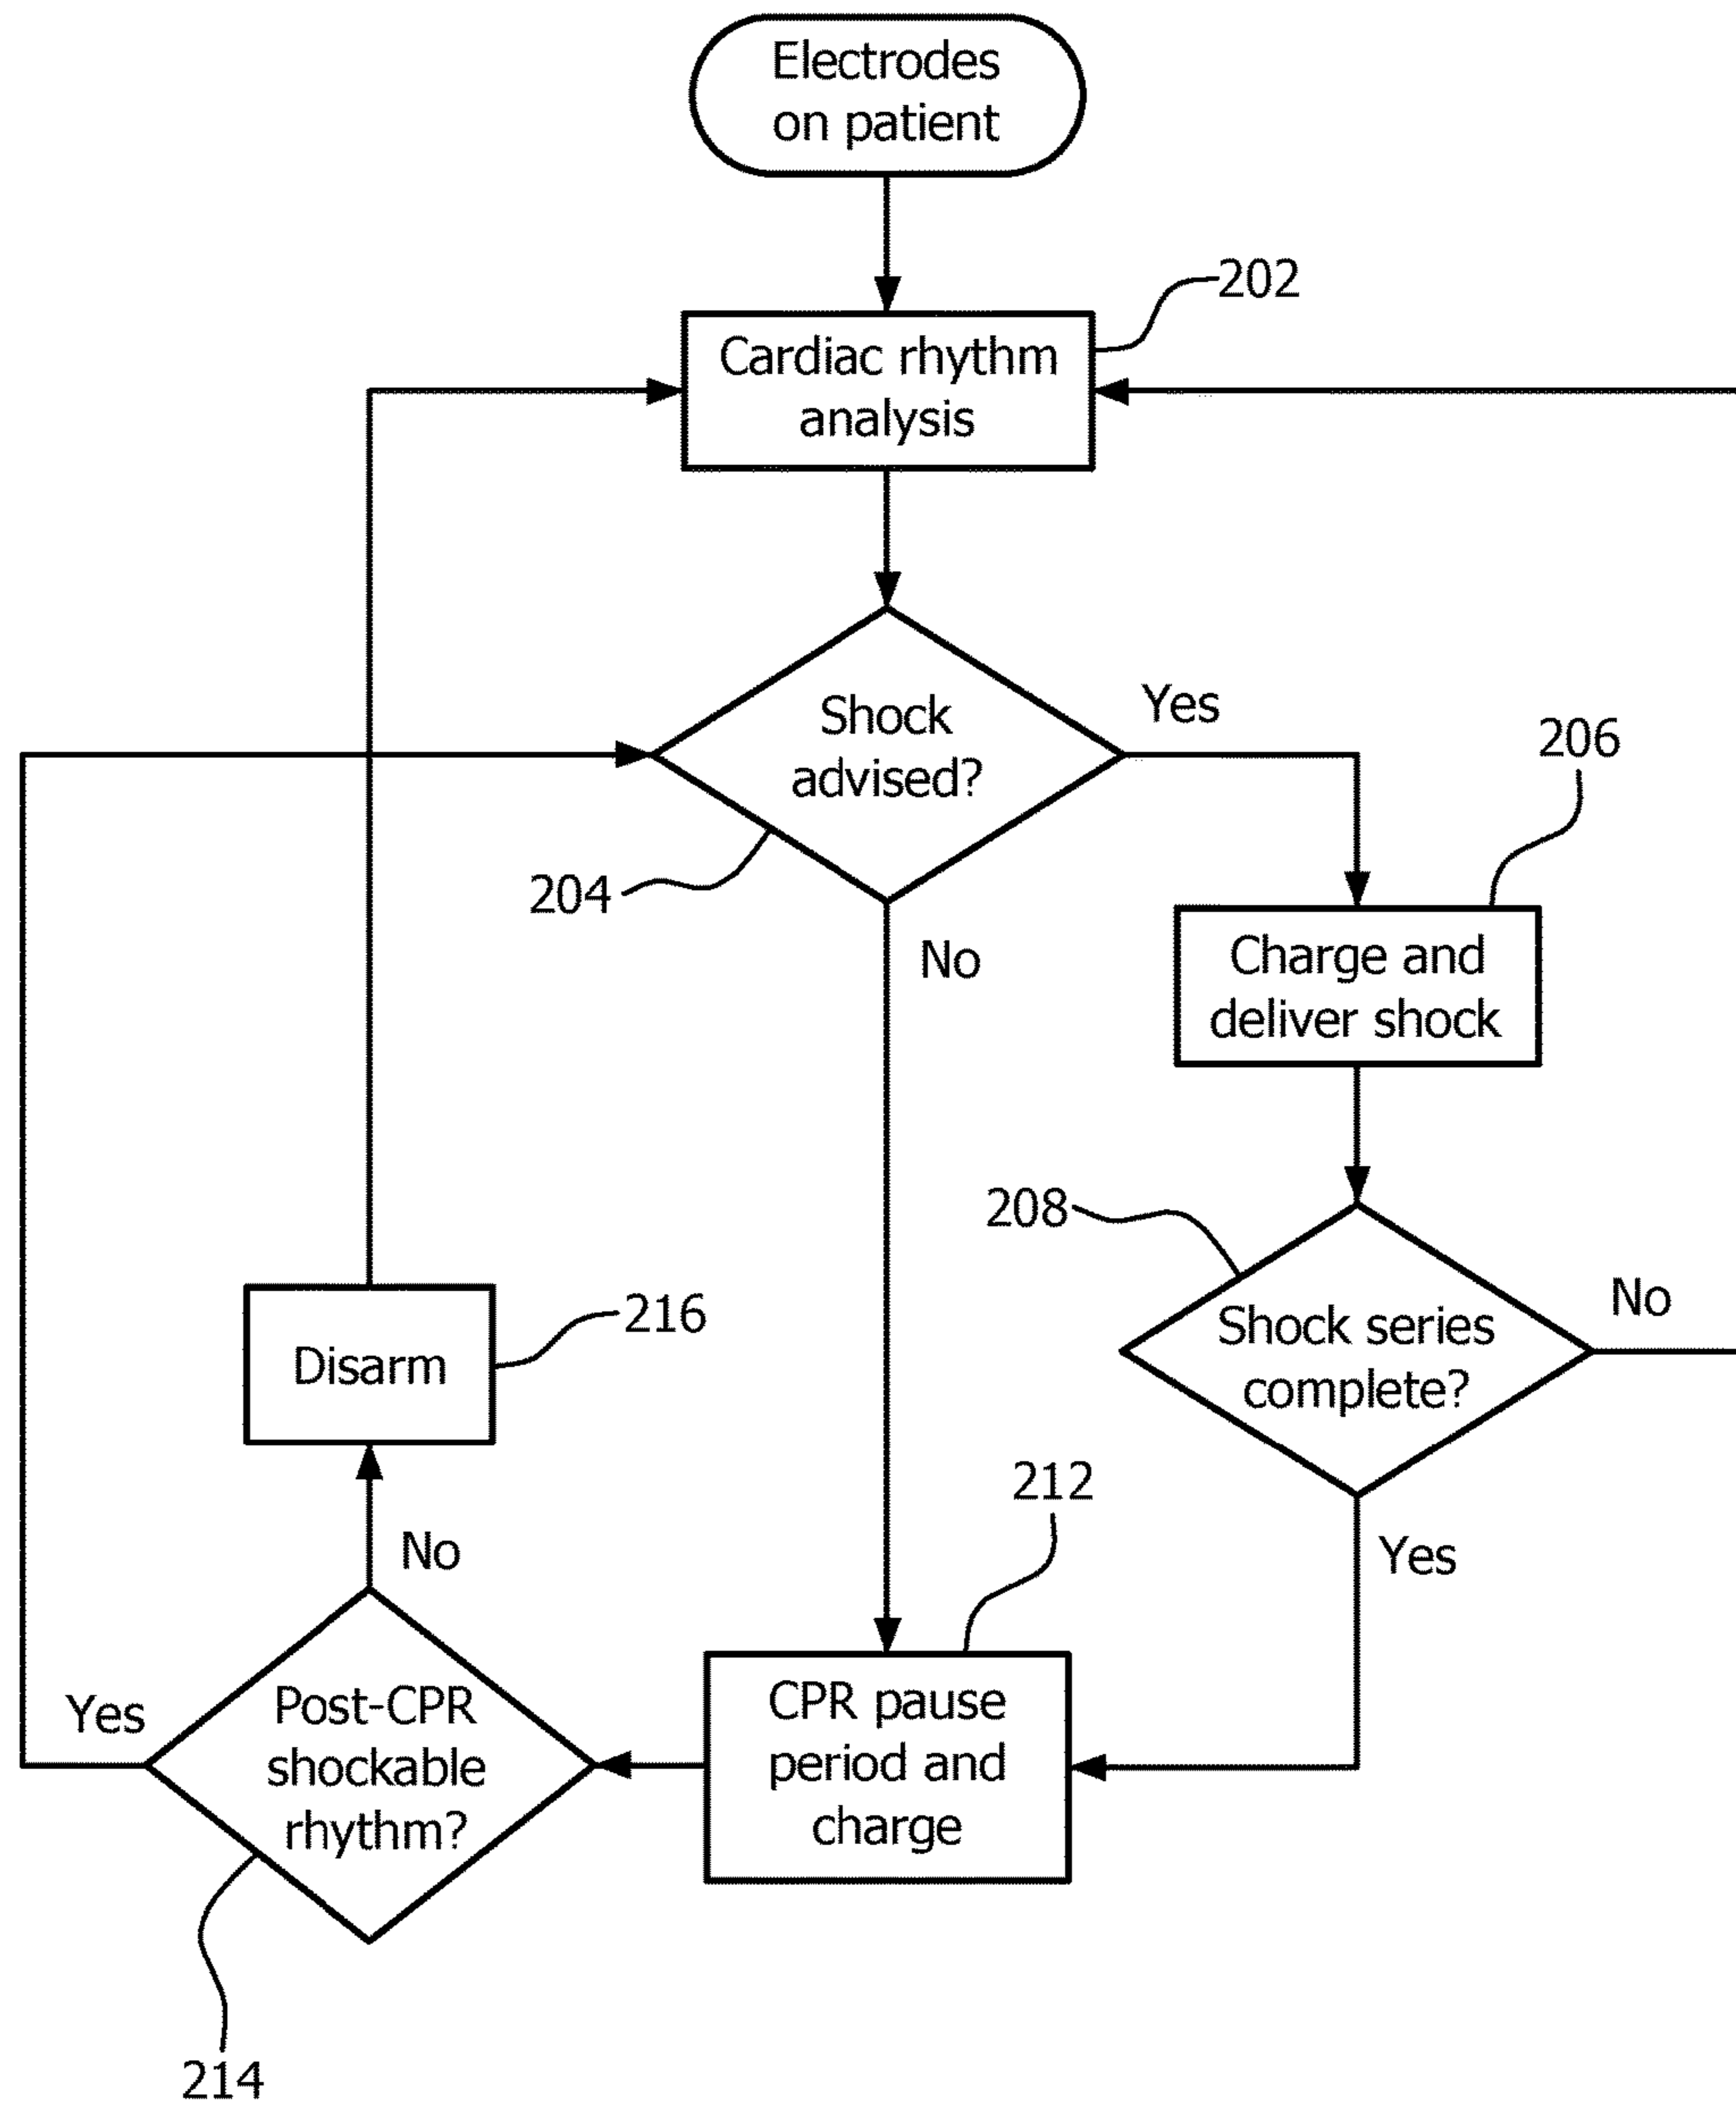 Electrodes
on patient
202
Cardiac rhythm
analysis
Yes
Shock
advised?
206
204
No
Charge and
deliver shock
208
No
Shock series
complete?
216
Disarm
212
Yes
No
CPR pause
period and
charge
Yes
Post-CPR
shockable
rhythm?
214